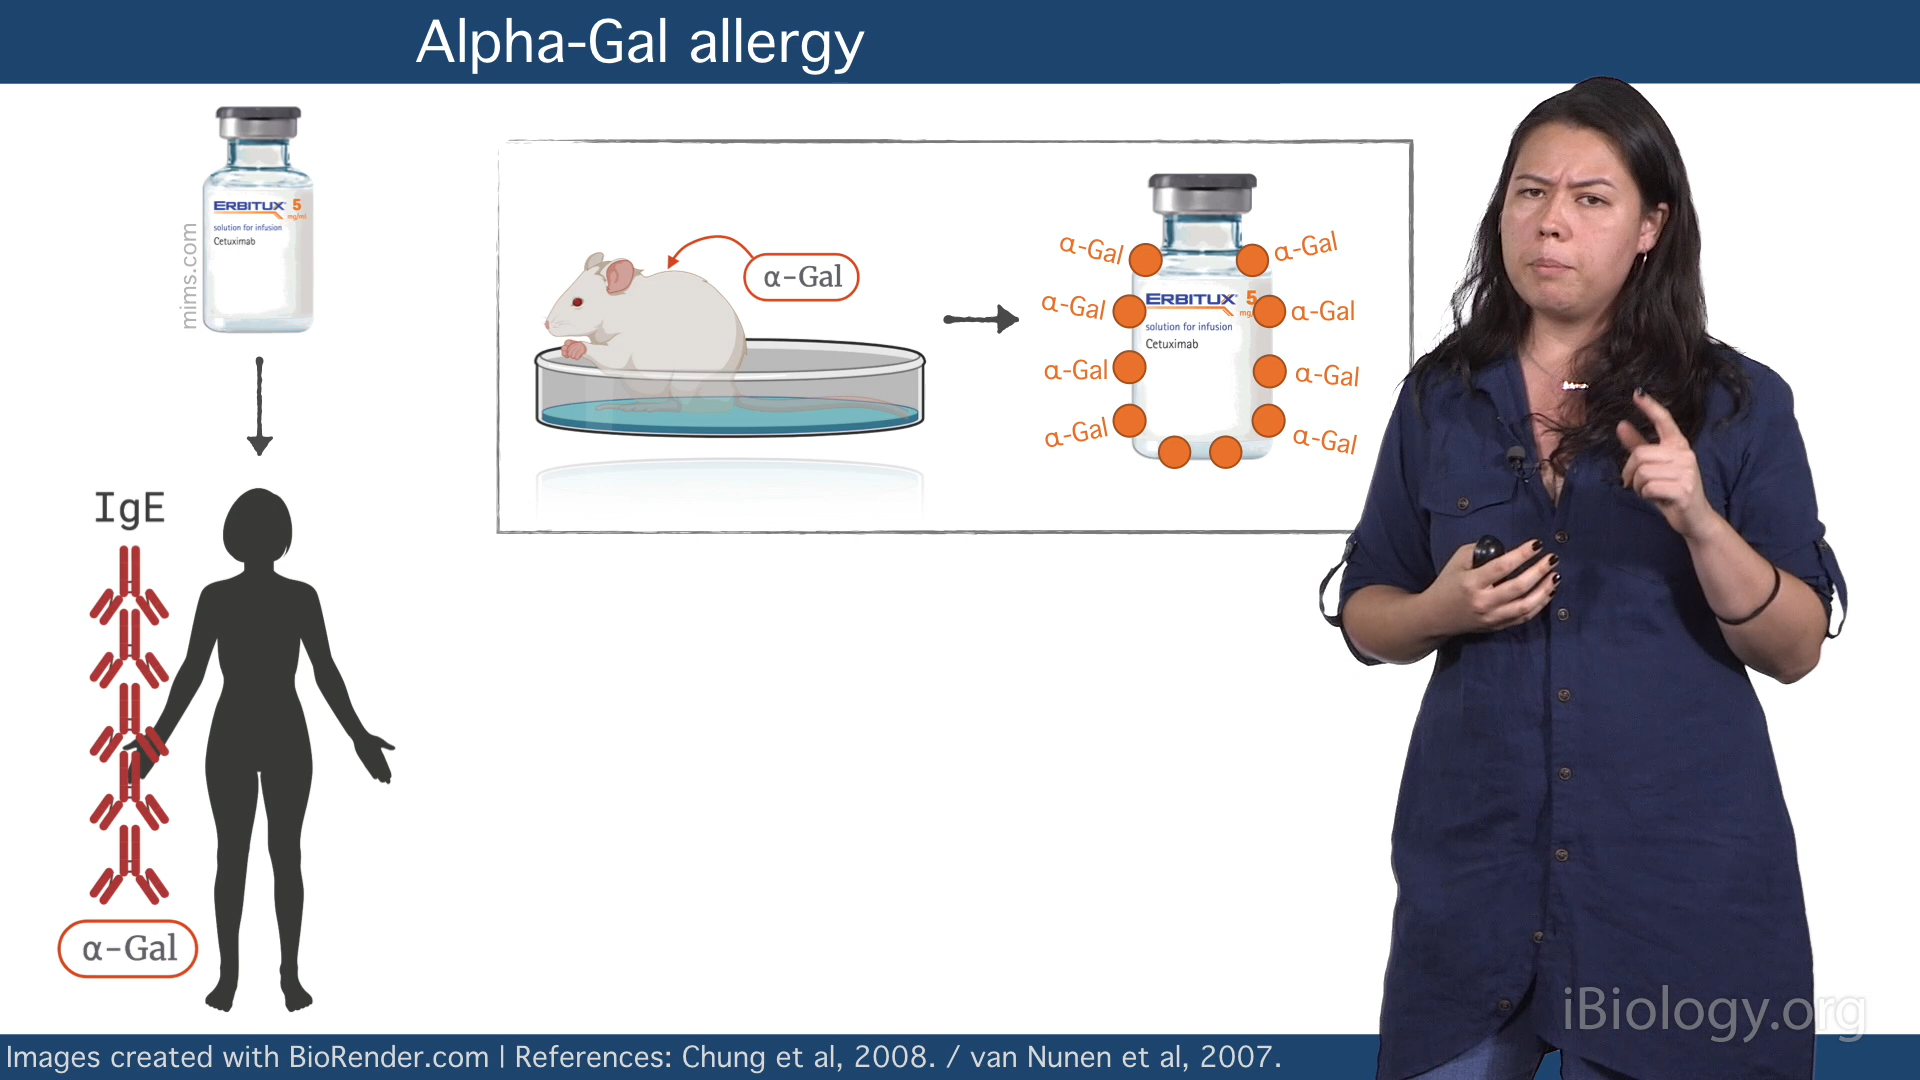 Alpha-Gal allergy
ERBITUX 5
mg/ml
solution for infusion
Cetuximab
mims.com
IgE
α-Gal
α-Gal
α-Gal
α-Gal
α-Gal
α-Gal
α-Gal
α-Gal
α-Gal
α-Gal
ERBITUX 5
mg/
solution for infusion
Cetuximab
iBiology.org
Images created with BioRender.com | References: Chung et al, 2008. / van Nunen et al, 2007.